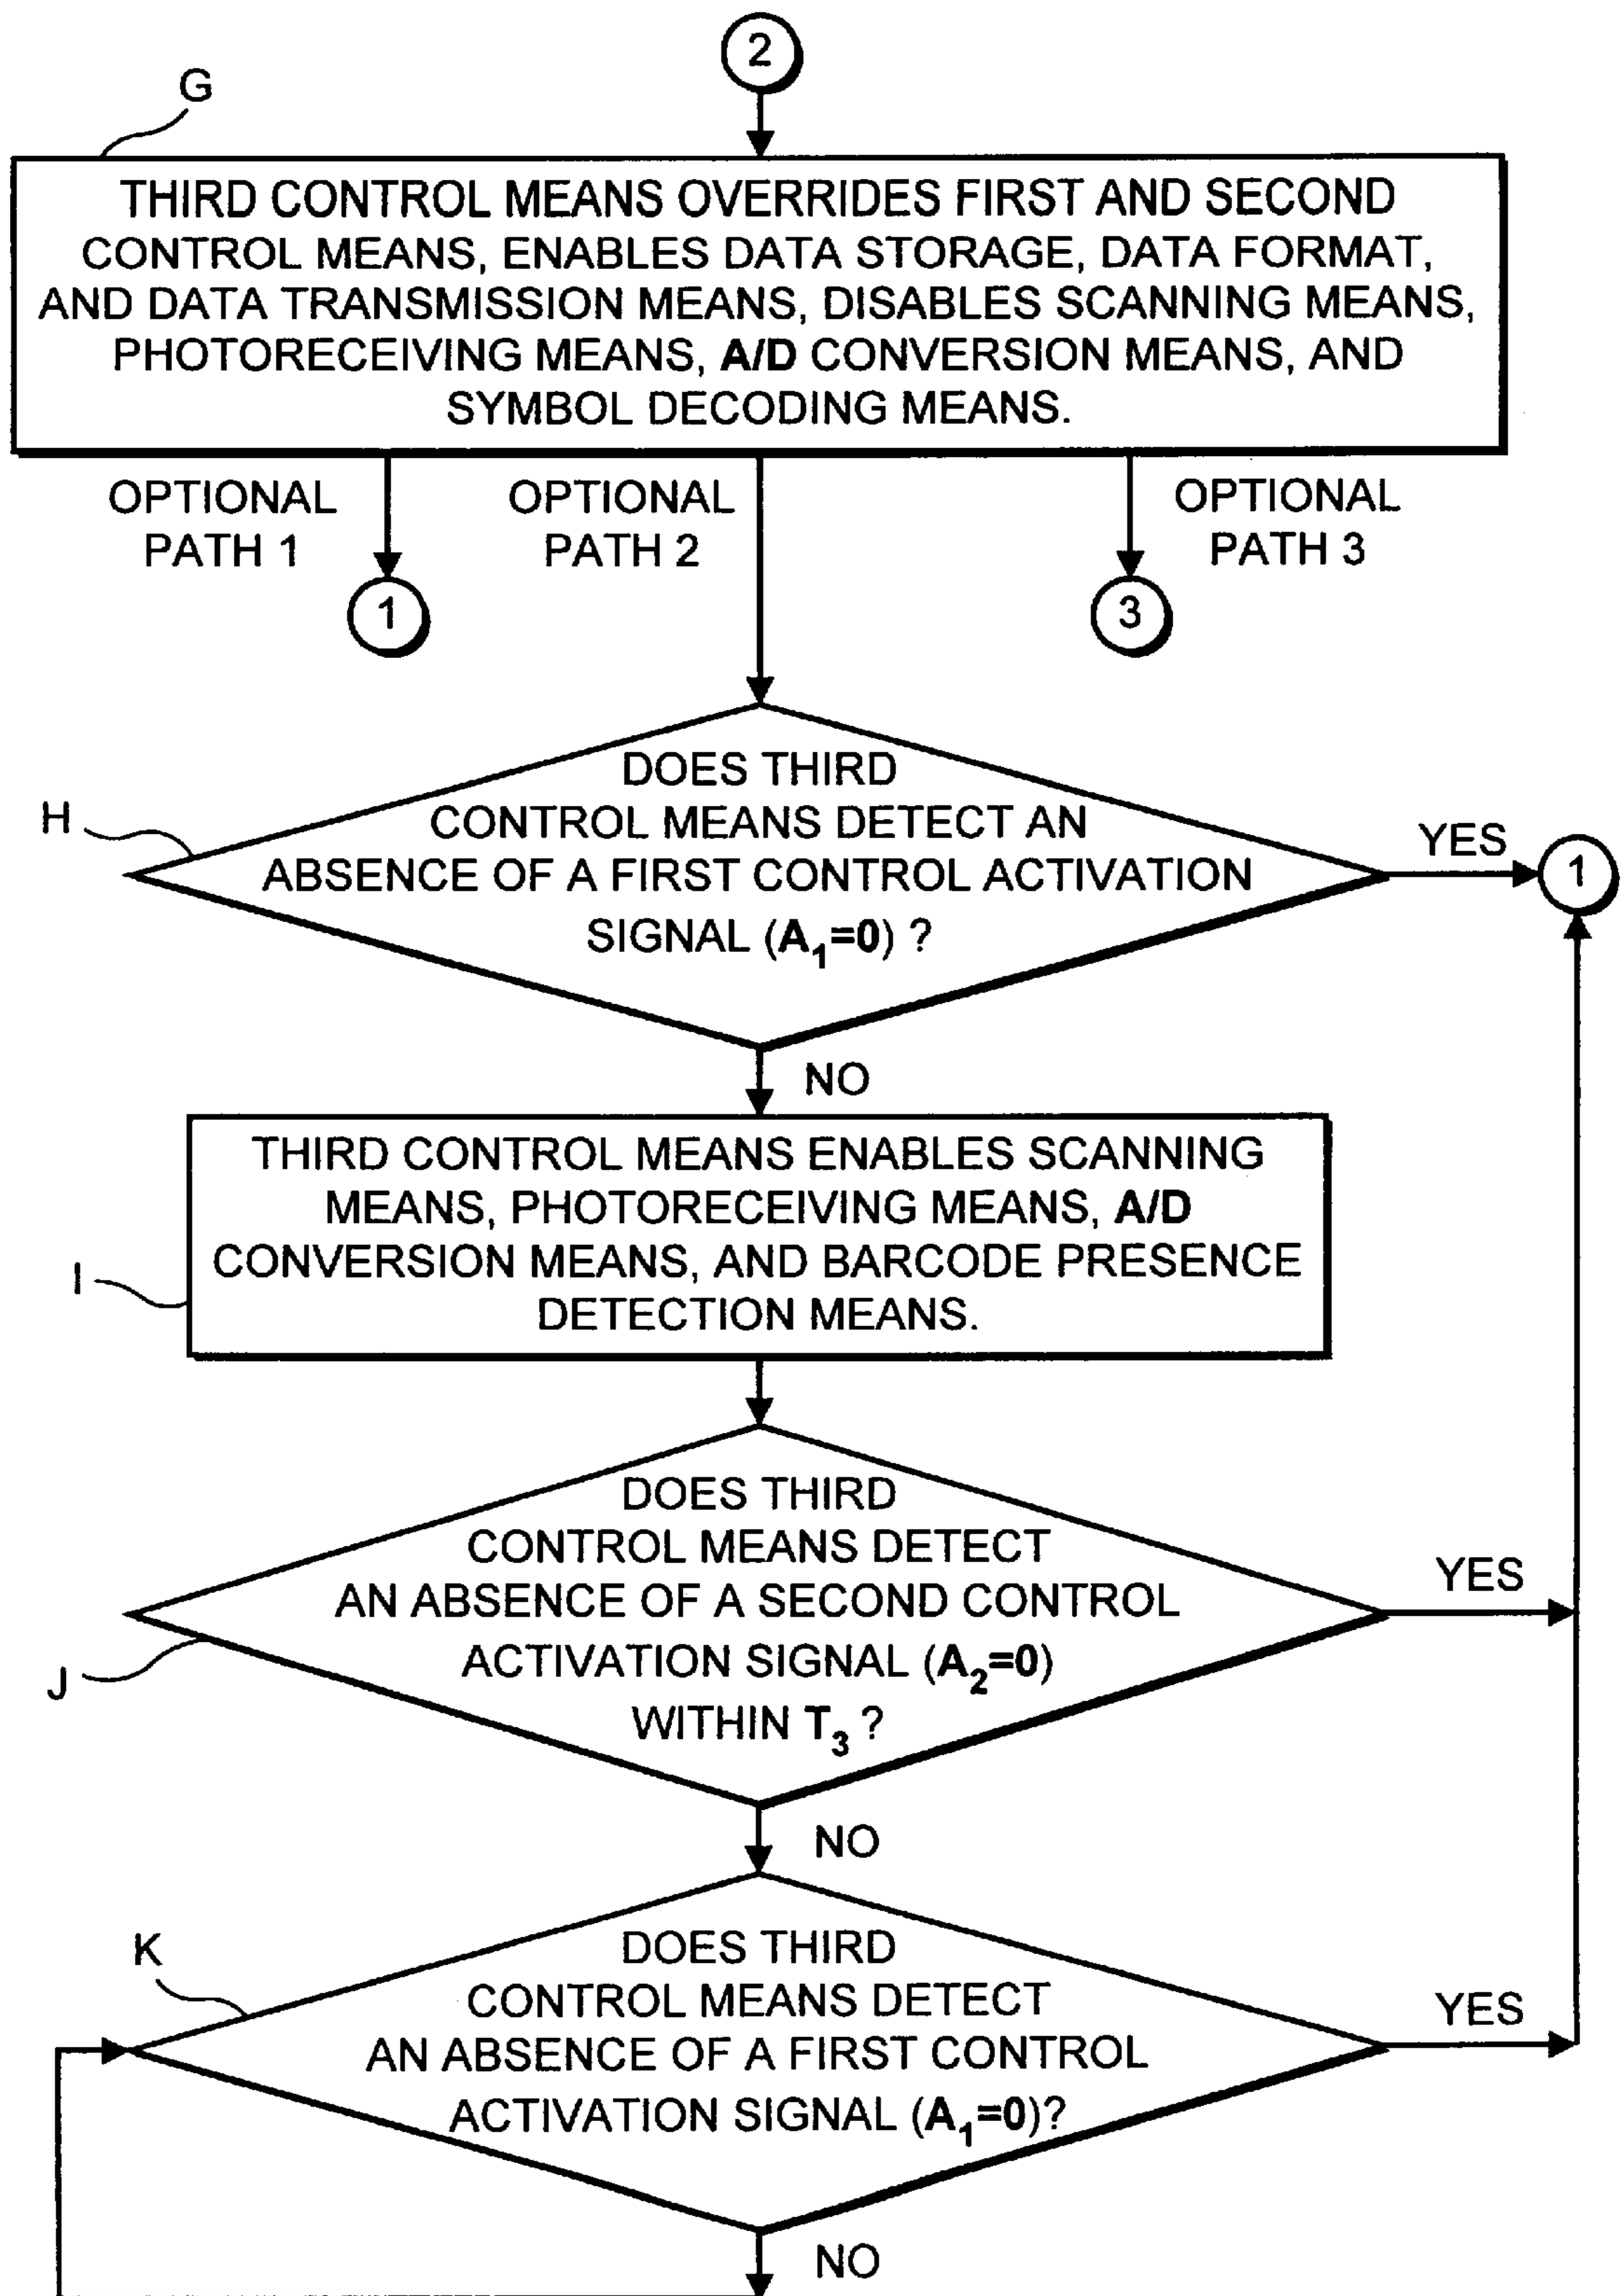 2
G
THIRD CONTROL MEANS OVERRIDES FIRST AND SECOND
CONTROL MEANS, ENABLES DATA STORAGE, DATA FORMAT,
AND DATA TRANSMISSION MEANS, DISABLES SCANNING MEANS,
PHOTORECEIVING MEANS, A/D CONVERSION MEANS, AND
SYMBOL DECODING MEANS.
OPTIONAL
PATH 1
OPTIONAL
PATH 2
OPTIONAL
PATH 3
1
3
H
DOES THIRD
CONTROL MEANS DETECT AN
ABSENCE OF A FIRST CONTROL ACTIVATION
SIGNAL (A₁=0) ?
YES
1
NO
I
THIRD CONTROL MEANS ENABLES SCANNING
MEANS, PHOTORECEIVING MEANS, A/D
CONVERSION MEANS, AND BARCODE PRESENCE
DETECTION MEANS.
J
DOES THIRD
CONTROL MEANS DETECT
AN ABSENCE OF A SECOND CONTROL
ACTIVATION SIGNAL (A₂=0)
WITHIN T₃ ?
YES
NO
K
DOES THIRD
CONTROL MEANS DETECT
AN ABSENCE OF A FIRST CONTROL
ACTIVATION SIGNAL (A₁=0)?
YES
NO